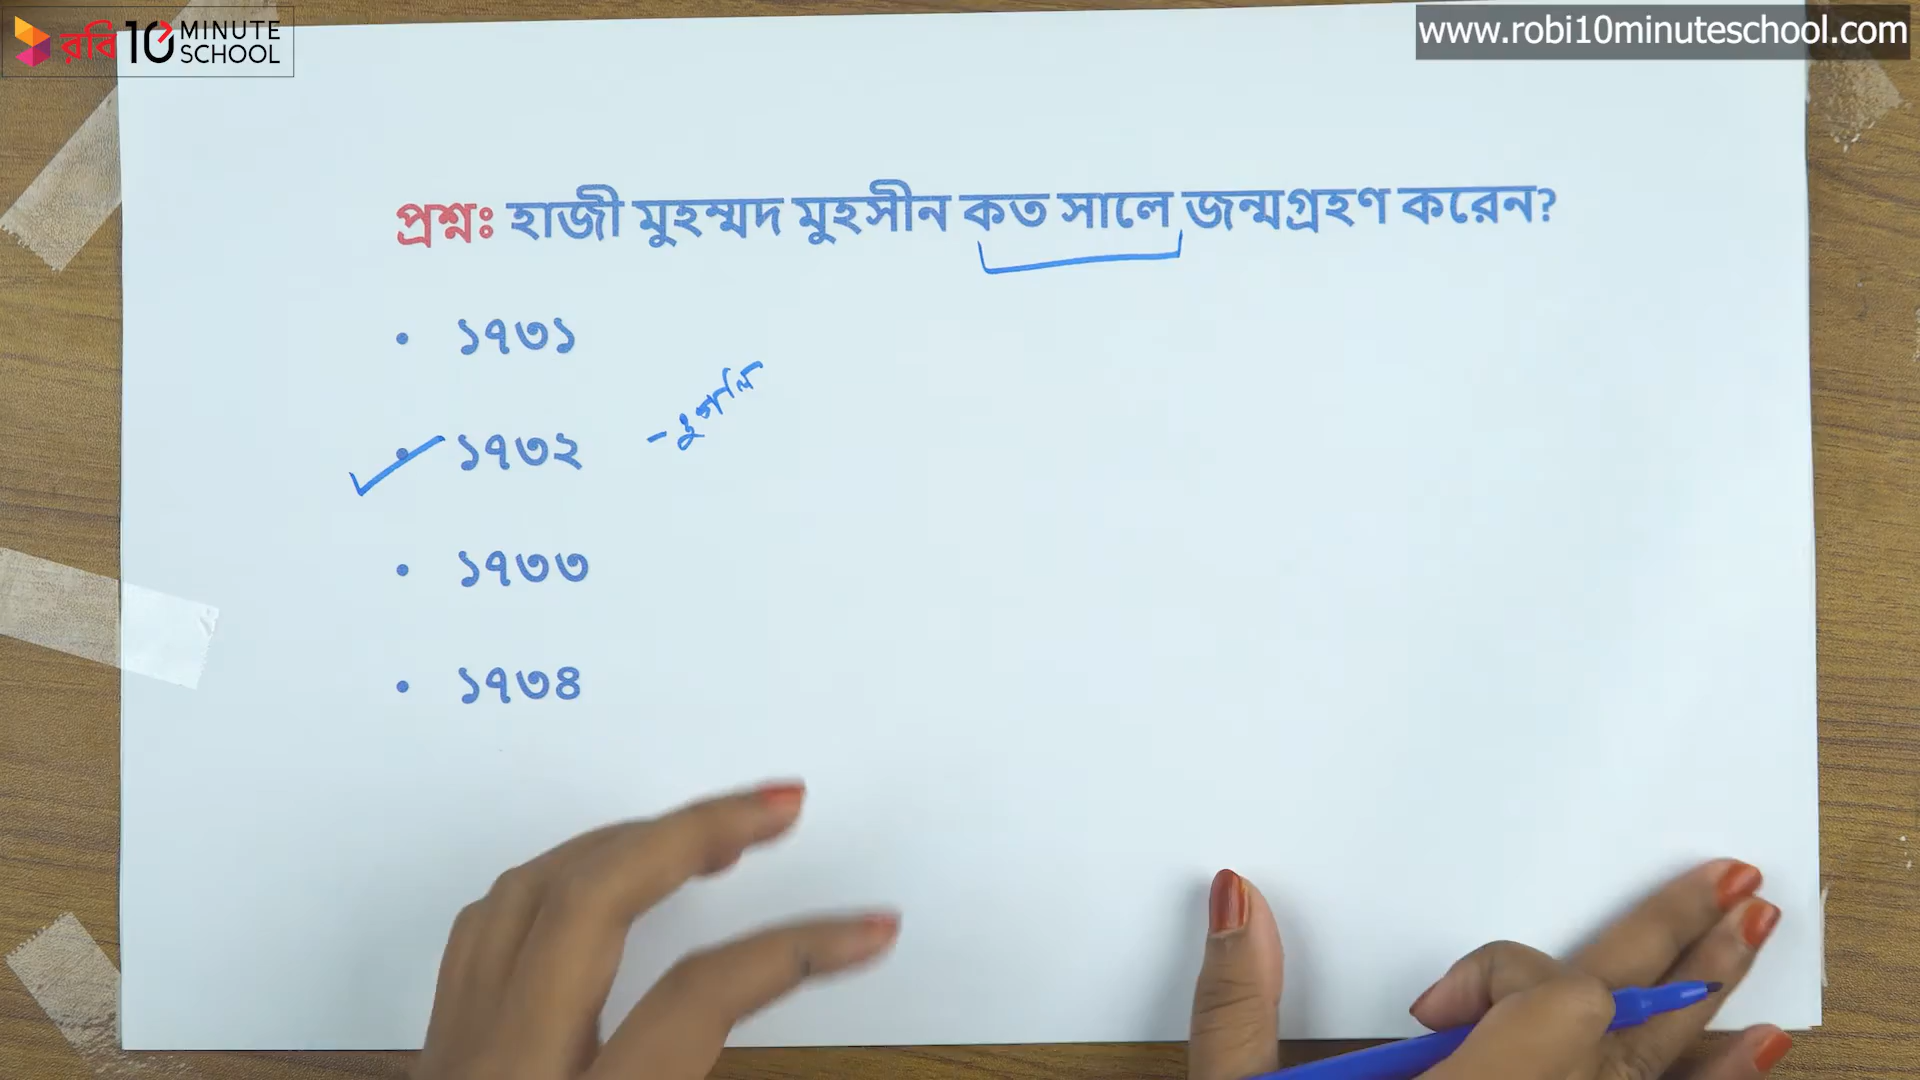 রবি 10 MINUTE SCHOOL
www.robi10minuteschool.com
প্রশ্নঃ হাজী মুহম্মদ মুহসীন কত সালে জন্মগ্রহণ করেন?
• ১৭৩১
• ১৭৩২ - হুগলি
• ১৭৩৩
• ১৭৩৪